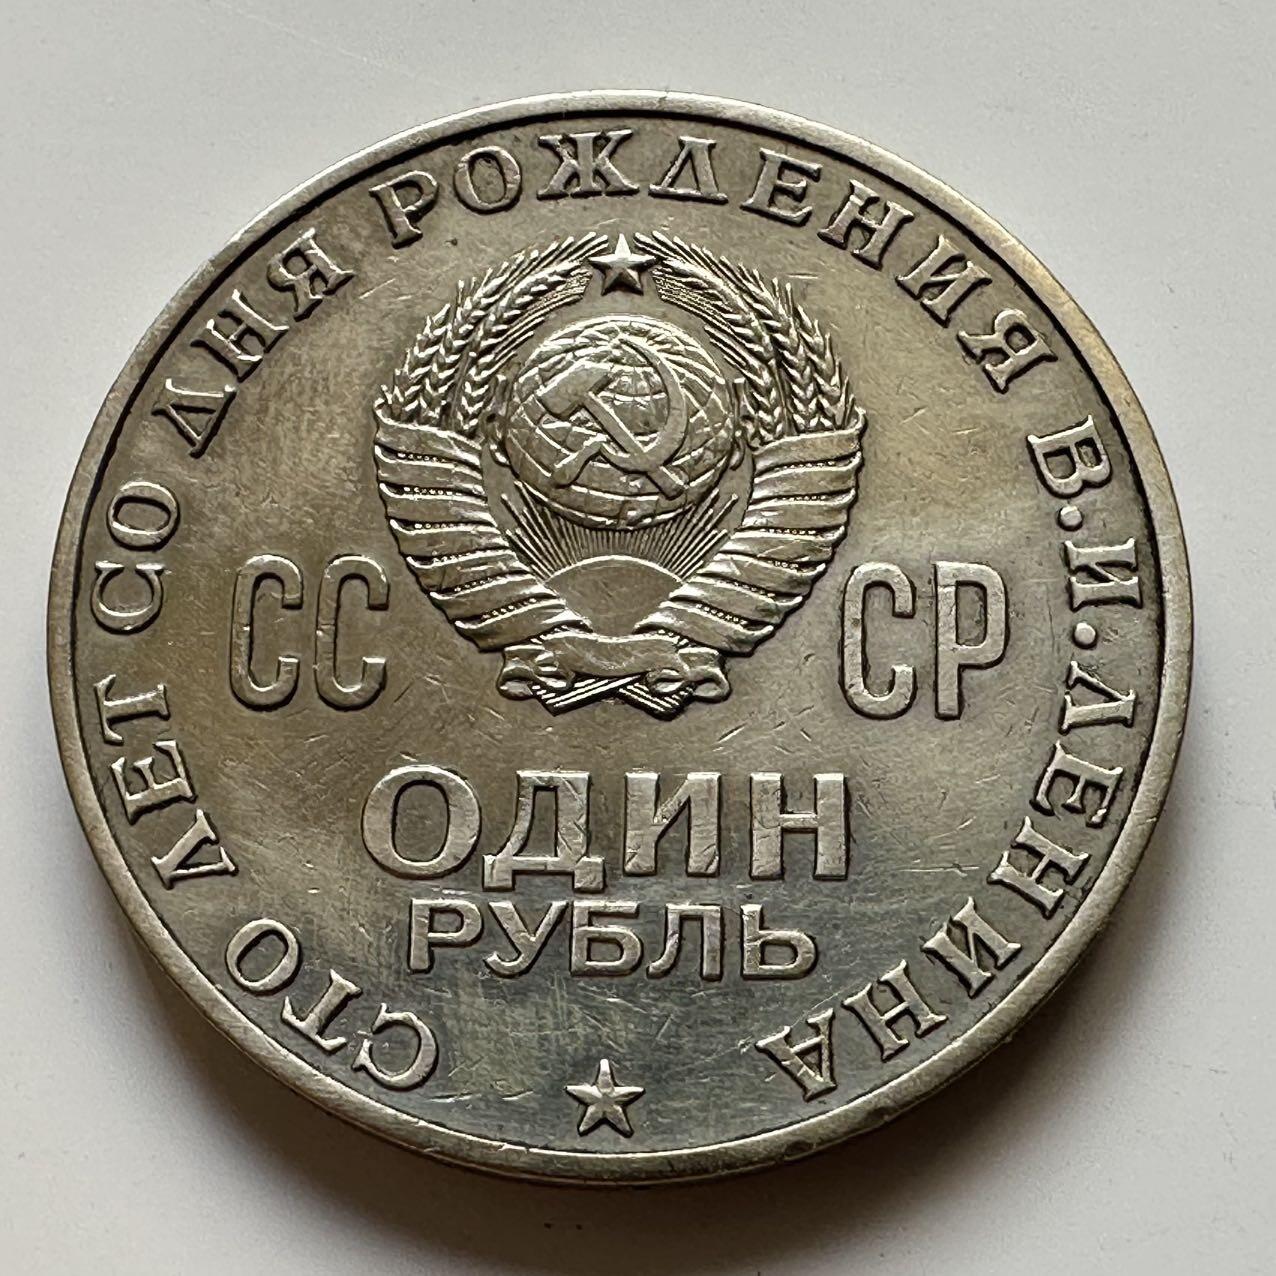 СТО ЛЕТ СО ДНЯ РОЖДЕНИЯ В.И.ЛЕНИНА
СС СР
ОДИН
РУБЛЬ